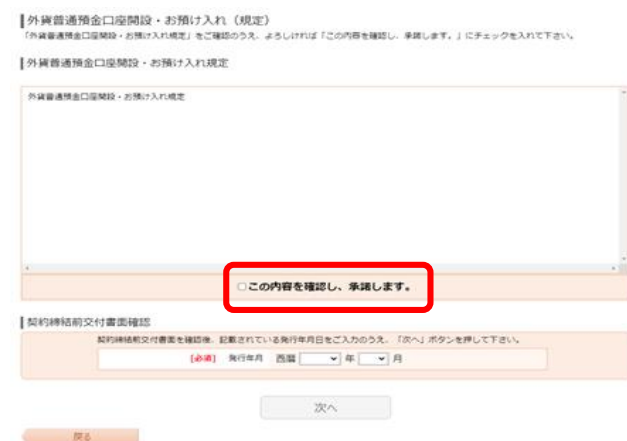 外貨普通預金口座開設・お預け入れ（規定）
「外貨普通預金口座開設・お預け入れ規定」をご確認のうえ、よろしければ「この内容を確認し、承諾します。」にチェックを入れて下さい。
外貨普通預金口座開設・お預け入れ規定
外貨普通預金口座開設・お預け入れ規定
この内容を確認し、承諾します。
契約締結前交付書面確認
契約締結前交付書面を確認後、記載されている発行年月日をご入力のうえ、「次へ」ボタンを押して下さい。
[必須] 発行年月 西暦 年 月
次へ
戻る